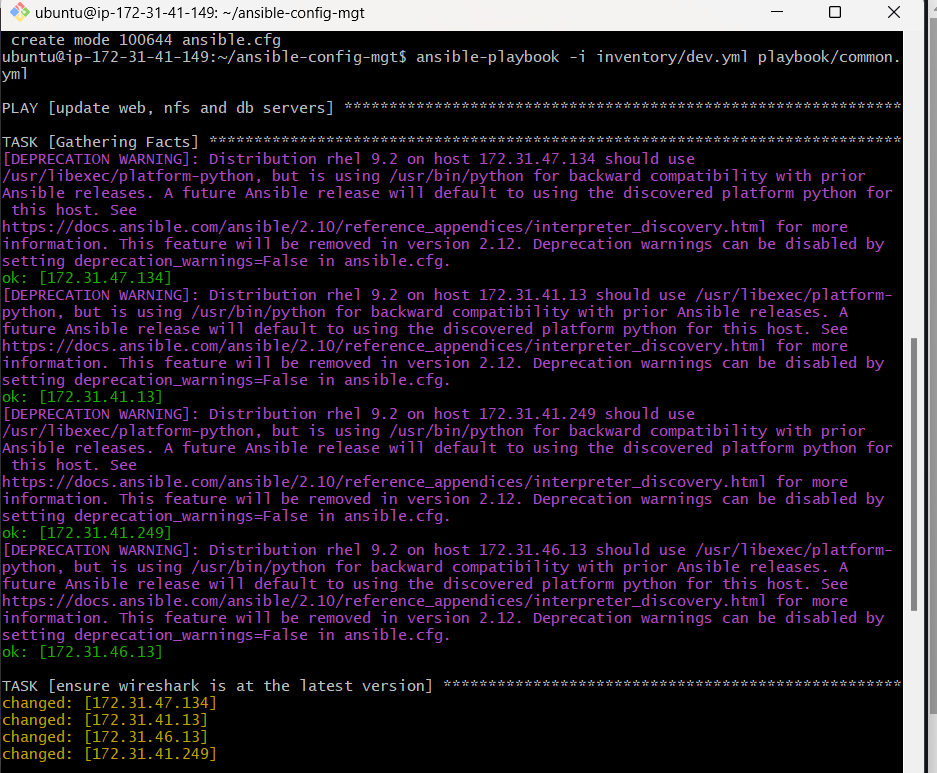 ubuntu@ip-172-31-41-149: ~/ansible-config-mgt
 create mode 100644 ansible.cfg
ubuntu@ip-172-31-41-149:~/ansible-config-mgt$ ansible-playbook -i inventory/dev.yml playbook/common.
yml
PLAY [update web, nfs and db servers] **************************************************************
TASK [Gathering Facts] *****************************************************************************
[DEPRECATION WARNING]: Distribution rhel 9.2 on host 172.31.47.134 should use
/usr/libexec/platform-python, but is using /usr/bin/python for backward compatibility with prior
Ansible releases. A future Ansible release will default to using the discovered platform python for
 this host. See
https://docs.ansible.com/ansible/2.10/reference_appendices/interpreter_discovery.html for more
information. This feature will be removed in version 2.12. Deprecation warnings can be disabled by
setting deprecation_warnings=False in ansible.cfg.
ok: [172.31.47.134]
[DEPRECATION WARNING]: Distribution rhel 9.2 on host 172.31.41.13 should use /usr/libexec/platform-
python, but is using /usr/bin/python for backward compatibility with prior Ansible releases. A
future Ansible release will default to using the discovered platform python for this host. See
https://docs.ansible.com/ansible/2.10/reference_appendices/interpreter_discovery.html for more
information. This feature will be removed in version 2.12. Deprecation warnings can be disabled by
setting deprecation_warnings=False in ansible.cfg.
ok: [172.31.41.13]
[DEPRECATION WARNING]: Distribution rhel 9.2 on host 172.31.41.249 should use
/usr/libexec/platform-python, but is using /usr/bin/python for backward compatibility with prior
Ansible releases. A future Ansible release will default to using the discovered platform python for
 this host. See
https://docs.ansible.com/ansible/2.10/reference_appendices/interpreter_discovery.html for more
information. This feature will be removed in version 2.12. Deprecation warnings can be disabled by
setting deprecation_warnings=False in ansible.cfg.
ok: [172.31.41.249]
[DEPRECATION WARNING]: Distribution rhel 9.2 on host 172.31.46.13 should use /usr/libexec/platform-
python, but is using /usr/bin/python for backward compatibility with prior Ansible releases. A
future Ansible release will default to using the discovered platform python for this host. See
https://docs.ansible.com/ansible/2.10/reference_appendices/interpreter_discovery.html for more
information. This feature will be removed in version 2.12. Deprecation warnings can be disabled by
setting deprecation_warnings=False in ansible.cfg.
ok: [172.31.46.13]
TASK [ensure wireshark is at the latest version] ***************************************************
changed: [172.31.47.134]
changed: [172.31.41.13]
changed: [172.31.46.13]
changed: [172.31.41.249]